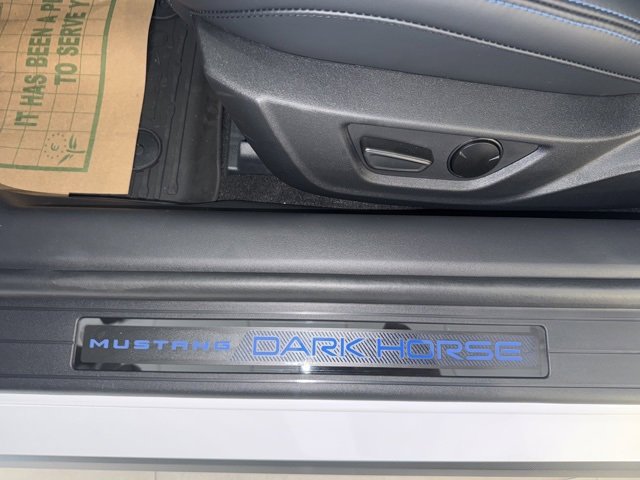 IT HAS BEEN A
TO SERVE
MUSTANG DARK HORSE